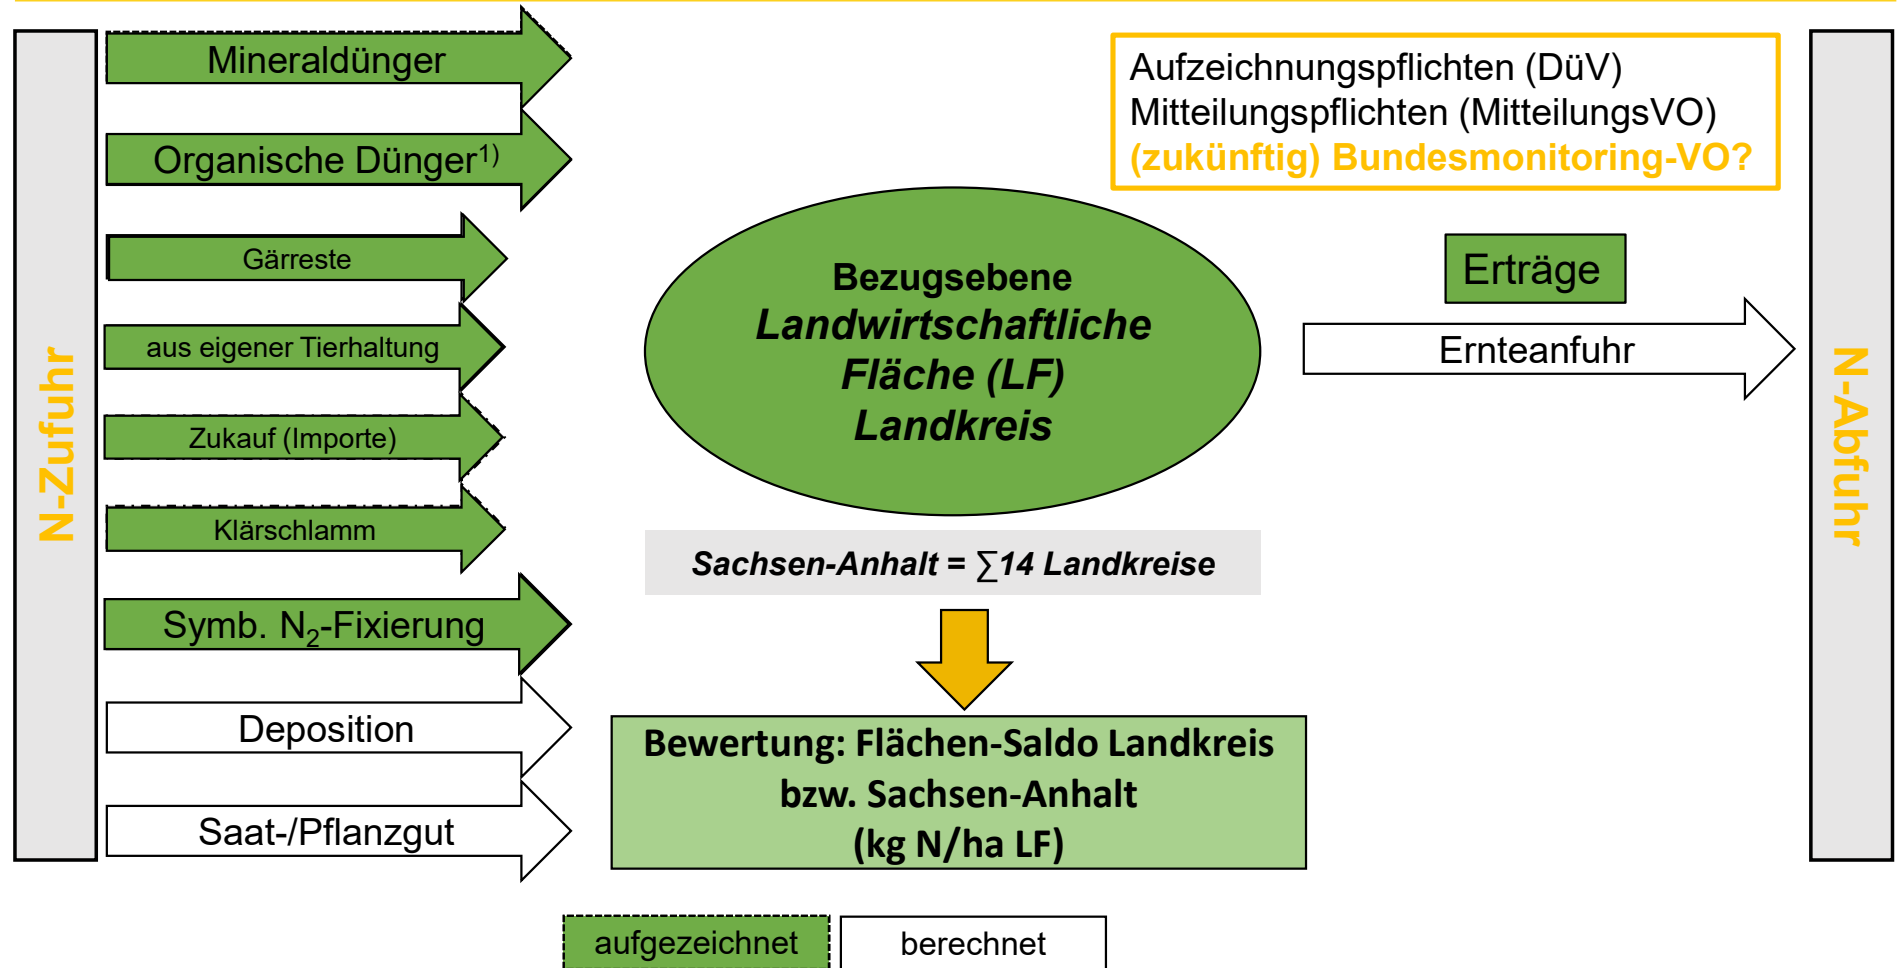 N-Zufuhr
Mineraldünger
Organische Dünger¹⁾
Gärreste
aus eigener Tierhaltung
Zukauf (Importe)
Klärschlamm
Symb. N₂-Fixierung
Deposition
Saat-/Pflanzgut
Bezugsebene
Landwirtschaftliche
Fläche (LF)
Landkreis
Sachsen-Anhalt = ∑14 Landkreise
Bewertung: Flächen-Saldo Landkreis
bzw. Sachsen-Anhalt
(kg N/ha LF)
Aufzeichnungspflichten (DüV)
Mitteilungspflichten (MitteilungsVO)
(zukünftig) Bundesmonitoring-VO?
Erträge
Ernteanfuhr
N-Abfuhr
aufgezeichnet
berechnet